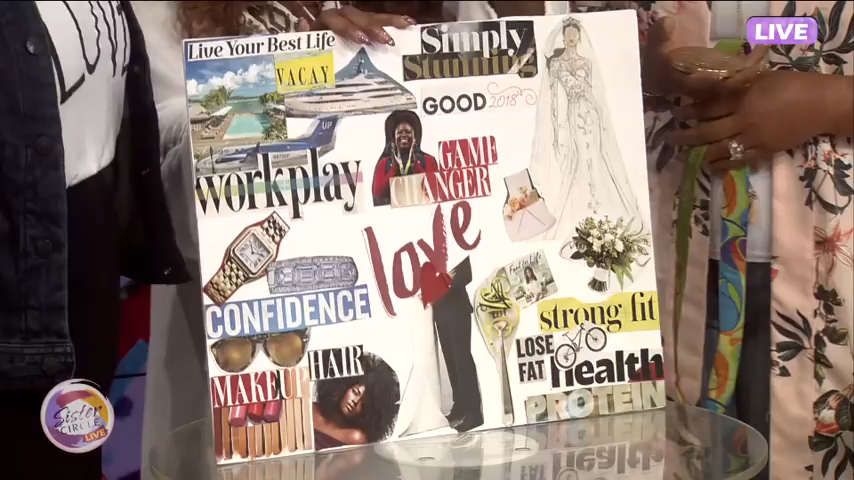 LIVE
Live Your Best Life
VACAY
Simply
Stunning
GOOD 2018
UP
workplay
GAME
CHANGER
love
CONFIDENCE
strong fit
LOSE
FAT
health
PROTEIN
MAKEUP
HAIR
Sister
CIRCLE
LIVE